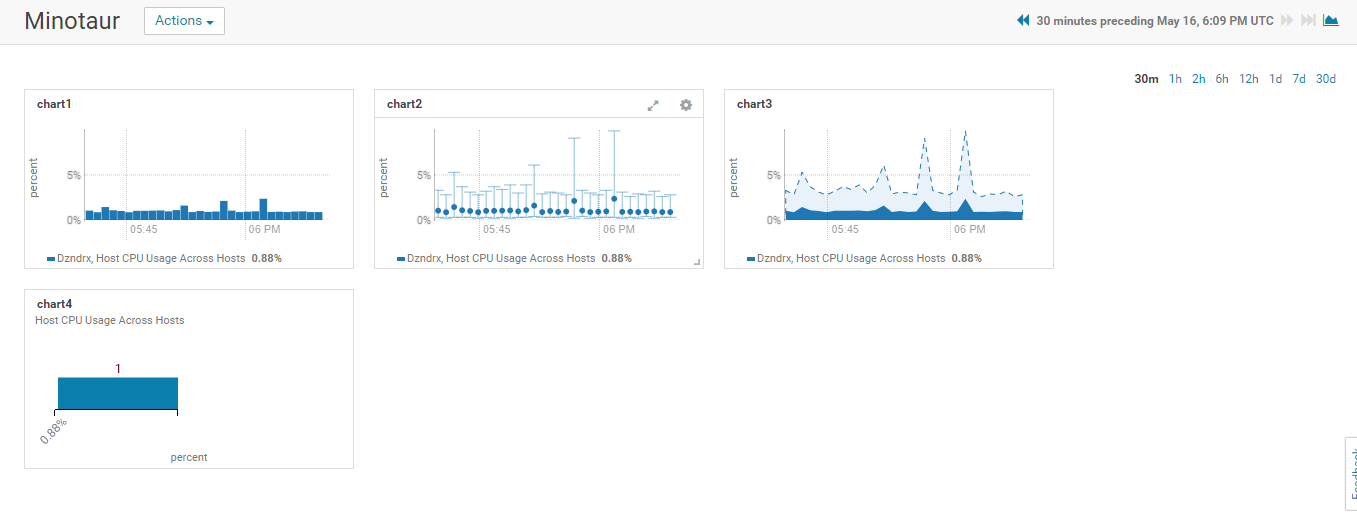 Minotaur Actions 30 minutes preceding May 16, 6:09 PM UTC
30m 1h 2h 6h 12h 1d 7d 30d
chart1
percent
5%
0%
05:45 06 PM
Dzndrx, Host CPU Usage Across Hosts 0.88%
chart2
percent
5%
0%
05:45 06 PM
Dzndrx, Host CPU Usage Across Hosts 0.88%
chart3
percent
5%
0%
05:45 06 PM
Dzndrx, Host CPU Usage Across Hosts 0.88%
chart4
Host CPU Usage Across Hosts
1
0.88%
percent
Feedback